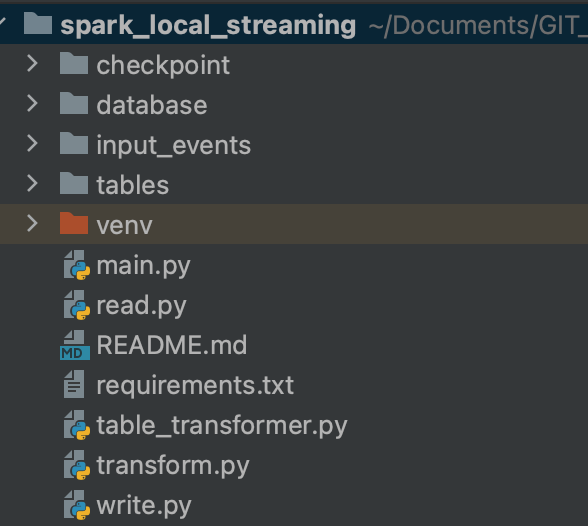 spark_local_streaming ~/Documents/GIT_
checkpoint
database
input_events
tables
venv
main.py
read.py
MD README.md
requirements.txt
table_transformer.py
transform.py
write.py